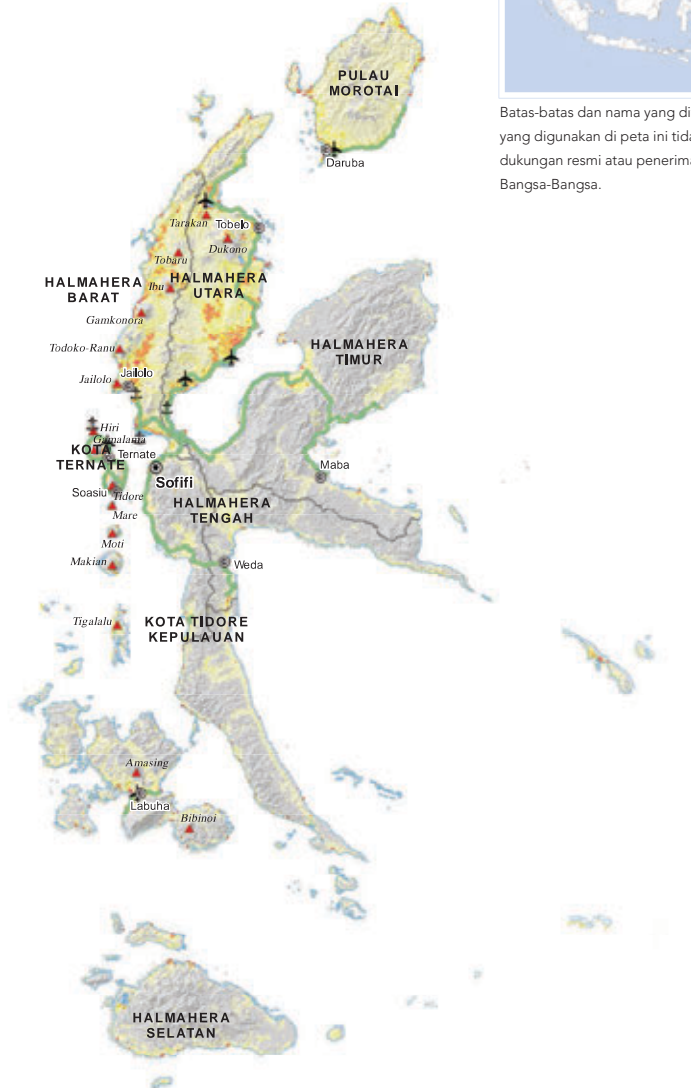 PULAU
MOROTAI
Batas-batas dan nama yang di
yang digunakan di peta ini tida
dukungan resmi atau penerima
Bangsa-Bangsa.
Daruba
Tarakan
Tobelo
Dukono
Tobaru
HALMAHERA
BARAT
Ibu
HALMAHERA
UTARA
Gamkonora
HALMAHERA
TIMUR
Todoko-Ranu
Jailolo
Jailolo
Hiri
Gamalama
KOTA
TERNATE
Ternate
Sofifi
Maba
Soasiu
Tidore
Mare
HALMAHERA
TENGAH
Moti
Makian
Weda
Tigalalu
KOTA TIDORE
KEPULAUAN
Amasing
Labuha
Bibinoi
HALMAHERA
SELATAN